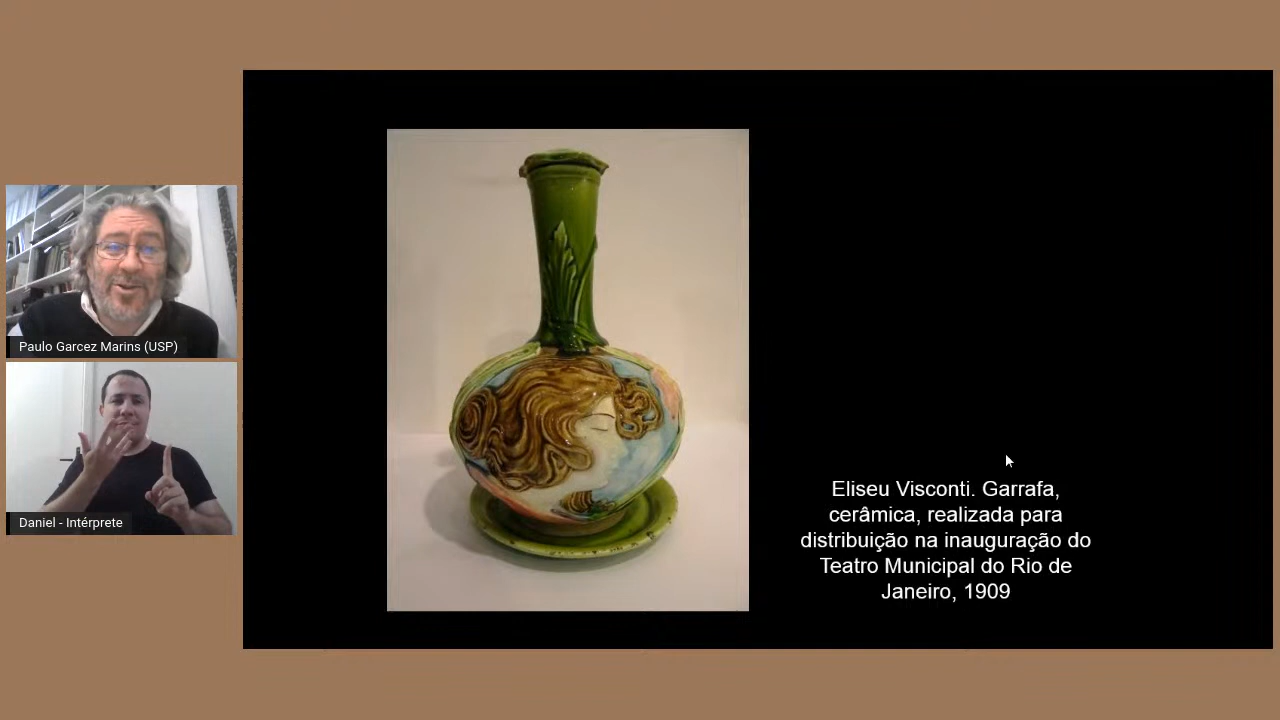 Paulo Garcez Marins (USP)
Daniel - Intérprete
Eliseu Visconti. Garrafa,
cerâmica, realizada para
distribuição na inauguração do
Teatro Municipal do Rio de
Janeiro, 1909